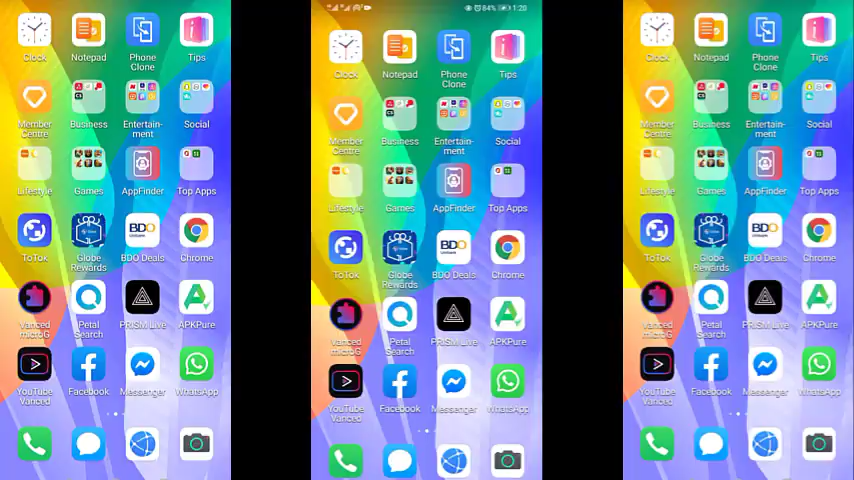 84% 1:20
Clock Notepad Phone Clone Tips
Member Centre Business Entertain-ment Social
Lifestyle Games AppFinder Top Apps
ToTok Globe Rewards BDO Deals Chrome
Vanced microG Petal Search PRISM Live APKPure
YouTube Vanced Facebook Messenger WhatsApp
Clock Notepad Phone Clone Tips
Member Centre Business Entertain-ment Social
Lifestyle Games AppFinder Top Apps
BDO
ToTok Globe Rewards BDO Deals Chrome
Vanced microG Petal Search PRISM Live APKPure
YouTube Vanced Facebook Messenger WhatsApp
Clock Notepad Phone Clone Tips
Member Centre Business Entertain-ment Social
Lifestyle Games AppFinder Top Apps
BDO
ToTok Globe Rewards BDO Deals Chrome
Vanced microG Petal Search PRISM Live APKPure
YouTube Vanced Facebook Messenger WhatsApp